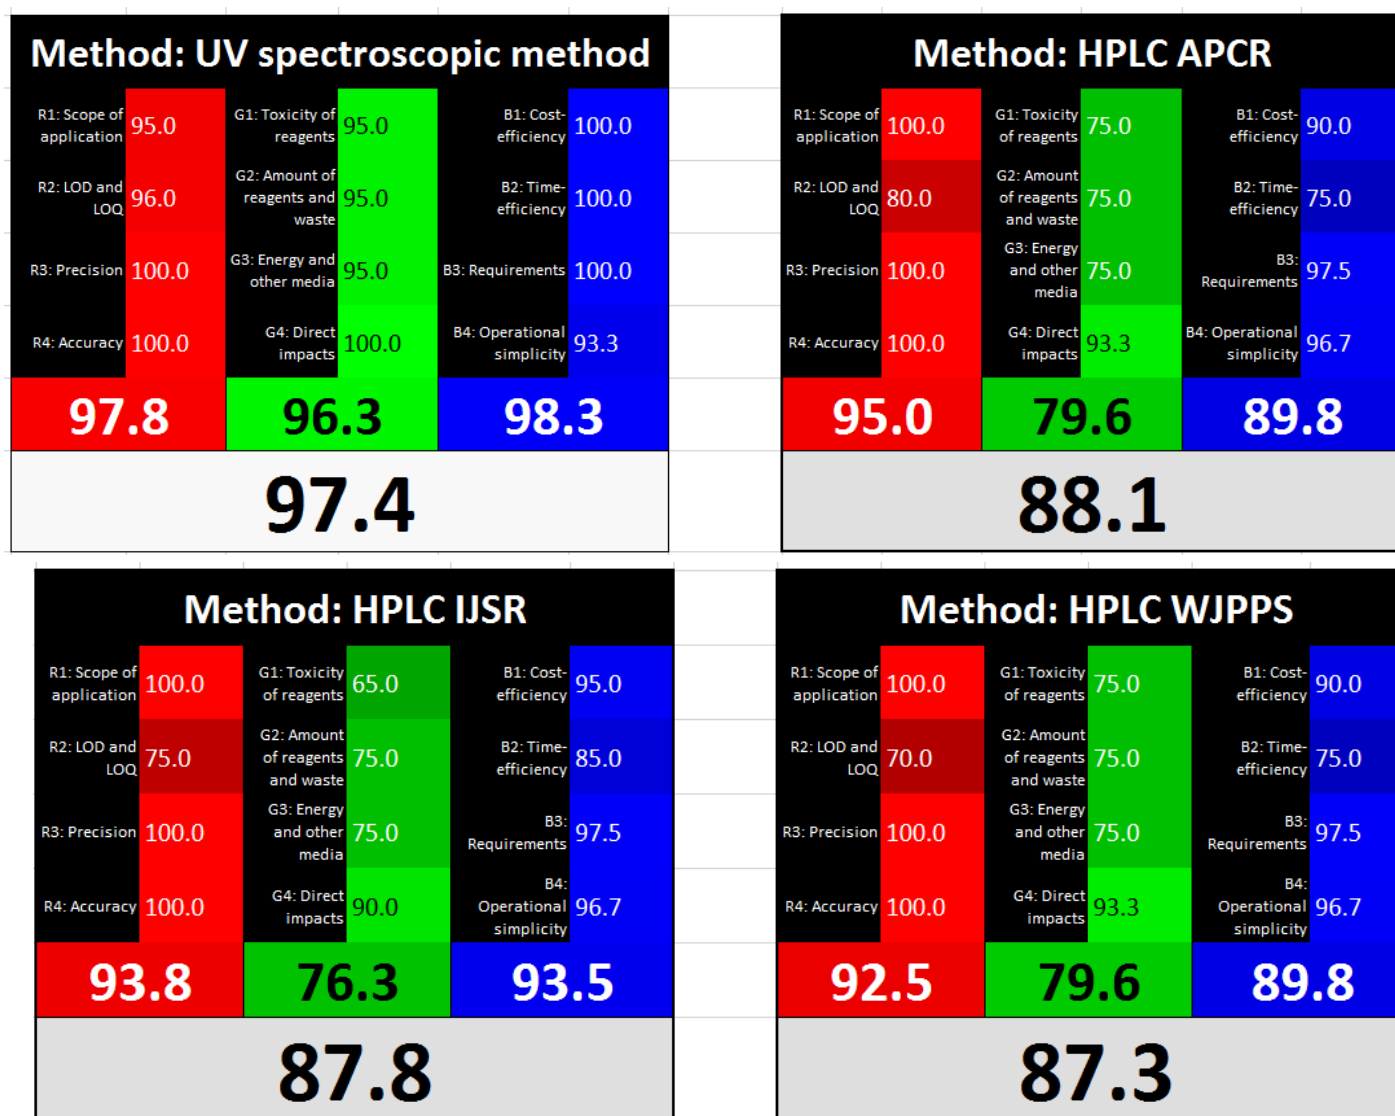 Method: UV spectroscopic method
R1: Scope of
application
95.0
G1: Toxicity of
reagents
95.0
B1: Cost-
efficiency
100.0
R2: LOD and
LOQ
96.0
G2: Amount of
reagents and
waste
95.0
B2: Time-
efficiency
100.0
R3: Precision
100.0
G3: Energy and
other media
95.0
B3: Requirements
100.0
R4: Accuracy
100.0
G4: Direct
impacts
100.0
B4: Operational
simplicity
93.3
97.8
96.3
98.3
97.4
Method: HPLC APCR
R1: Scope of
application
100.0
G1: Toxicity
of reagents
75.0
B1: Cost-
efficiency
90.0
R2: LOD and
LOQ
80.0
G2: Amount
of reagents
and waste
75.0
B2: Time-
efficiency
75.0
R3: Precision
100.0
G3: Energy
and other
media
75.0
B3:
Requirements
97.5
R4: Accuracy
100.0
G4: Direct
impacts
93.3
B4: Operational
simplicity
96.7
95.0
79.6
89.8
88.1
Method: HPLC IJSR
R1: Scope of
application
100.0
G1: Toxicity
of reagents
65.0
B1: Cost-
efficiency
95.0
R2: LOD and
LOQ
75.0
G2: Amount
of reagents
and waste
75.0
B2: Time-
efficiency
85.0
R3: Precision
100.0
G3: Energy
and other
media
75.0
B3:
Requirements
97.5
R4: Accuracy
100.0
G4: Direct
impacts
90.0
B4:
Operational
simplicity
96.7
93.8
76.3
93.5
87.8
Method: HPLC WJPPS
R1: Scope of
application
100.0
G1: Toxicity
of reagents
75.0
B1: Cost-
efficiency
90.0
R2: LOD and
LOQ
70.0
G2: Amount
of reagents
and waste
75.0
B2: Time-
efficiency
75.0
R3: Precision
100.0
G3: Energy
and other
media
75.0
B3:
Requirements
97.5
R4: Accuracy
100.0
G4: Direct
impacts
93.3
B4:
Operational
simplicity
96.7
92.5
79.6
89.8
87.3